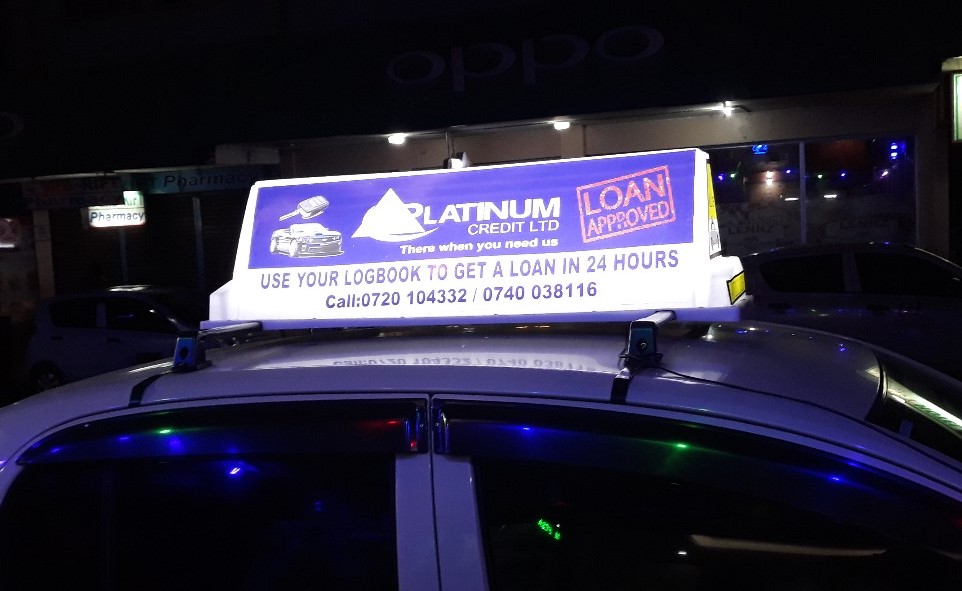 oppo
PLATINUM
CREDIT LTD
There when you need us
LOAN
APPROVED
USE YOUR LOGBOOK TO GET A LOAN IN 24 HOURS
Call:0720 104332 / 0740 038116
Pharmacy
Pharmacy